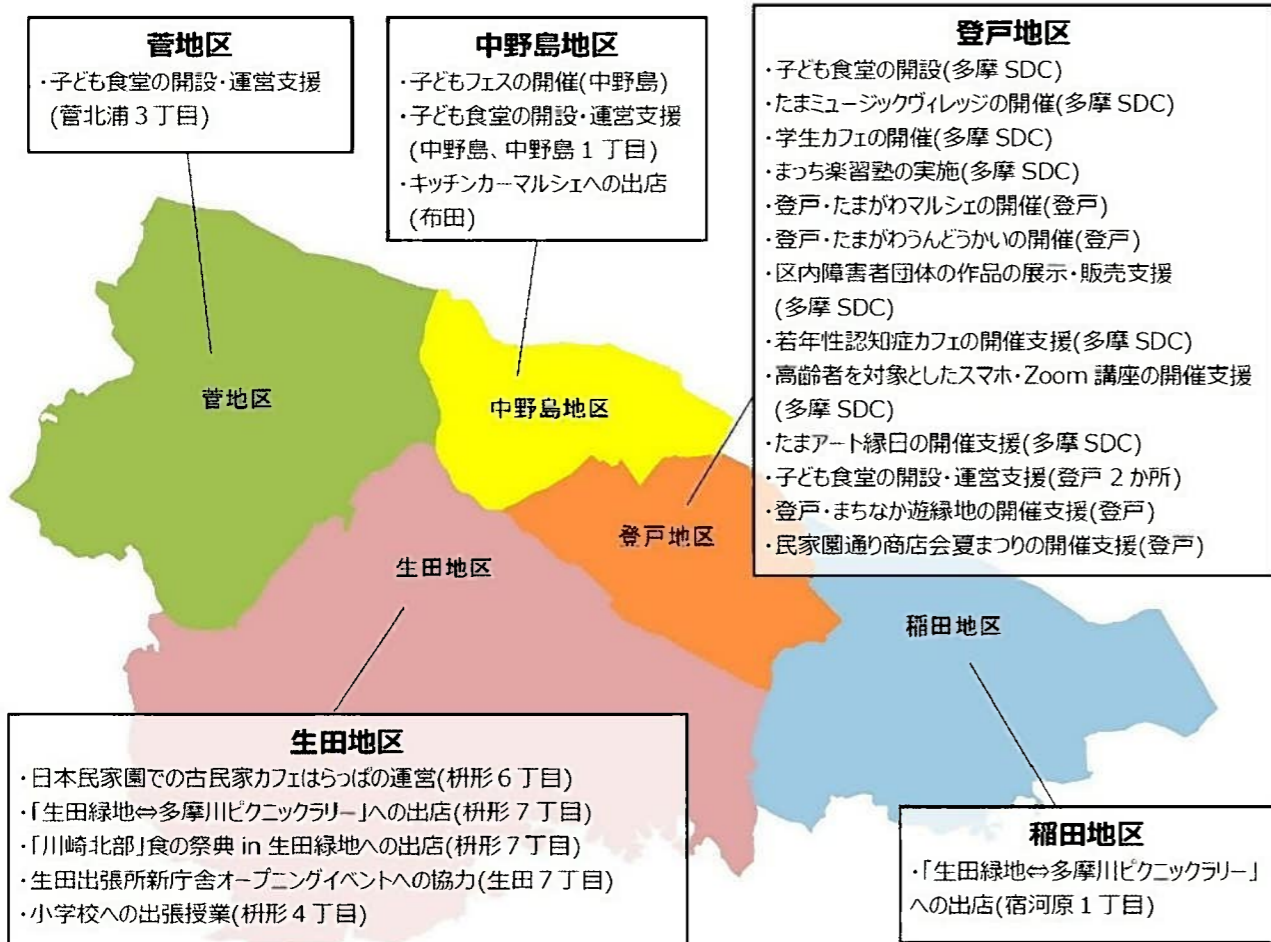 菅地区
・子ども食堂の開設・運営支援
(菅北浦3丁目)
中野島地区
・子どもフェスの開催(中野島)
・子ども食堂の開設・運営支援
(中野島、中野島1丁目)
・キッチンカーマルシェへの出店
(布田)
登戸地区
・子ども食堂の開設(多摩 SDC)
・たまミュージックヴィレッジの開催(多摩 SDC)
・学生カフェの開催(多摩 SDC)
・まっち楽習塾の実施(多摩 SDC)
・登戸・たまがわマルシェの開催(登戸)
・登戸・たまがわうんどうかいの開催(登戸)
・区内障害者団体の作品の展示・販売支援
(多摩 SDC)
・若年性認知症カフェの開催支援(多摩 SDC)
・高齢者を対象としたスマホ・Zoom 講座の開催支援
(多摩 SDC)
・たまアート縁日の開催支援(多摩 SDC)
・子ども食堂の開設・運営支援(登戸 2 か所)
・登戸・まちなか遊縁地の開催支援(登戸)
・民家園通り商店会夏まつりの開催支援(登戸)
菅地区
中野島地区
登戸地区
生田地区
稲田地区
生田地区
・日本民家園での古民家カフェはらっぱの運営(枡形6丁目)
・「生田緑地⇔多摩川ピクニックラリー」への出店(枡形7丁目)
・「川崎北部」食の祭典 in 生田緑地への出店(枡形7丁目)
・生田出張所新庁舎オープニングイベントへの協力(生田7丁目)
・小学校への出張授業(枡形4丁目)
稲田地区
・「生田緑地⇔多摩川ピクニックラリー」
への出店(宿河原1丁目)